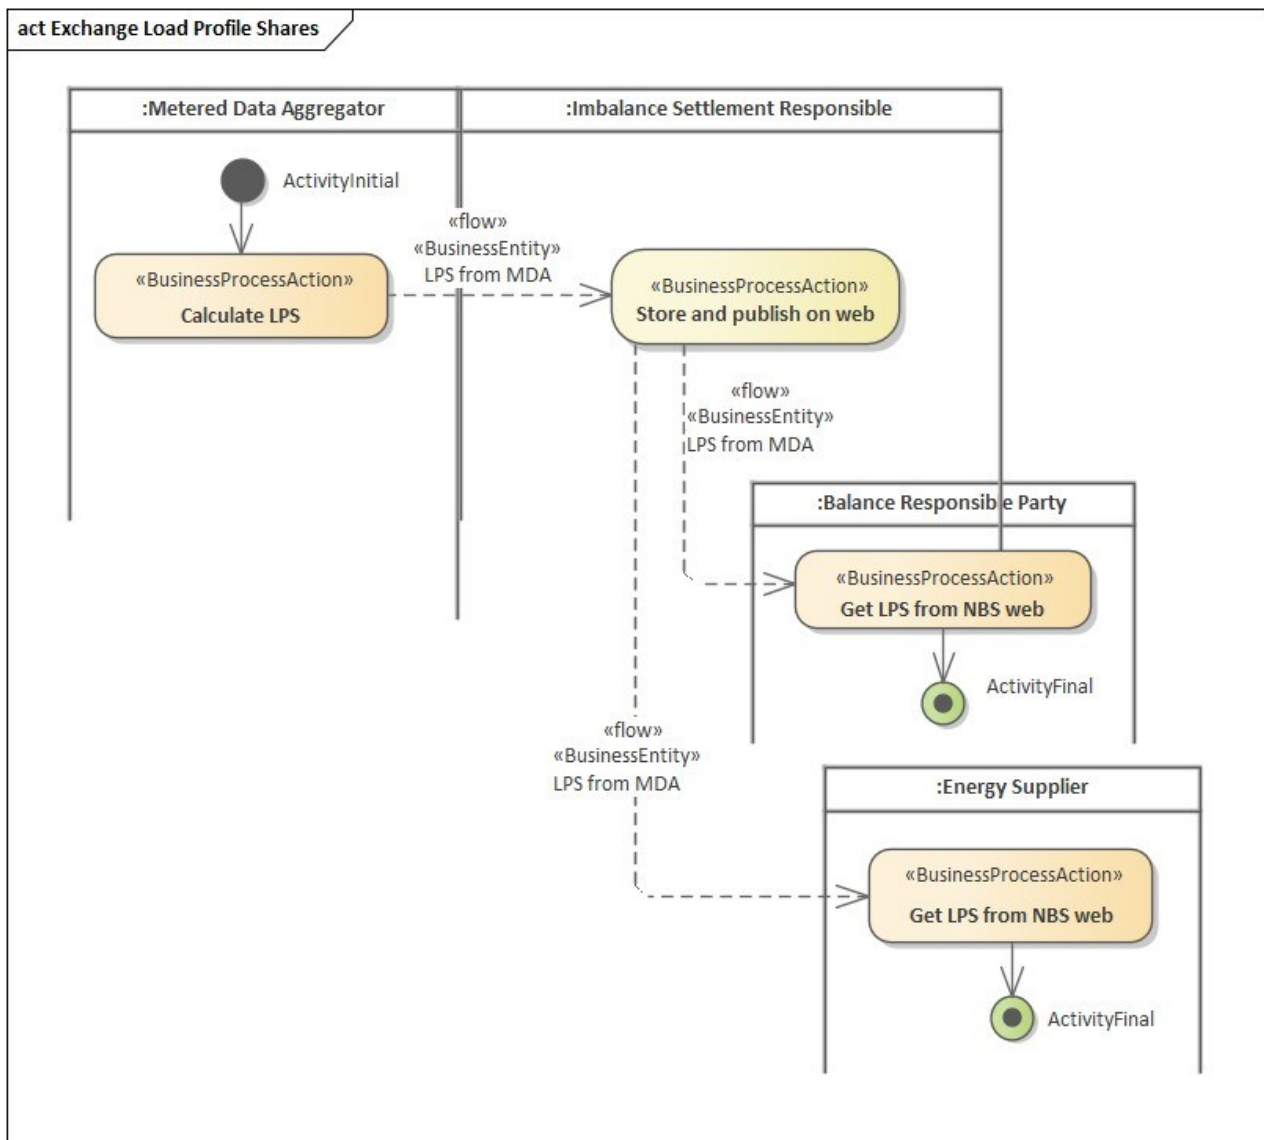 act Exchange Load Profile Shares
:Metered Data Aggregator
:Imbalance Settlement Responsible
ActivityInitial
«flow»
«BusinessEntity»
LPS from MDA
«BusinessProcessAction»
Calculate LPS
«BusinessProcessAction»
Store and publish on web
«flow»
«BusinessEntity»
LPS from MDA
:Balance Responsible Party
«BusinessProcessAction»
Get LPS from NBS web
ActivityFinal
«flow»
«BusinessEntity»
LPS from MDA
:Energy Supplier
«BusinessProcessAction»
Get LPS from NBS web
ActivityFinal